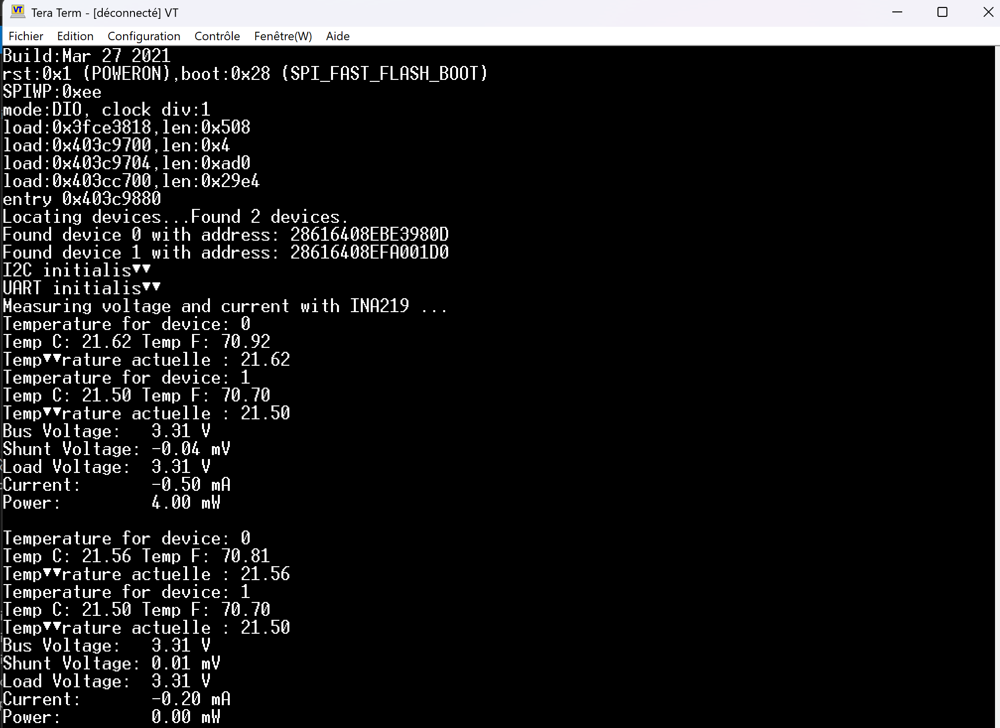 Tera Term - [déconnecté] VT
Fichier Edition Configuration Contrôle Fenêtre(W) Aide
Build:Mar 27 2021
rst:0x1 (POWERON),boot:0x28 (SPI_FAST_FLASH_BOOT)
SPIWP:0xee
mode:DIO, clock div:1
load:0x3fce3818,len:0x508
load:0x403c9700,len:0x4
load:0x403c9704,len:0xad0
load:0x403cc700,len:0x29e4
entry 0x403c9880
Locating devices...Found 2 devices.
Found device 0 with address: 28616408EBE3980D
Found device 1 with address: 28616408EFA001D0
I2C initialis▼▼
UART initialis▼▼
Measuring voltage and current with INA219 ...
Temperature for device: 0
Temp C: 21.62 Temp F: 70.92
Temp▼▼rature actuelle : 21.62
Temperature for device: 1
Temp C: 21.50 Temp F: 70.70
Temp▼▼rature actuelle : 21.50
Bus Voltage:   3.31 V
Shunt Voltage: -0.04 mV
Load Voltage:  3.31 V
Current:       -0.50 mA
Power:         4.00 mW
Temperature for device: 0
Temp C: 21.56 Temp F: 70.81
Temp▼▼rature actuelle : 21.56
Temperature for device: 1
Temp C: 21.50 Temp F: 70.70
Temp▼▼rature actuelle : 21.50
Bus Voltage:   3.31 V
Shunt Voltage: 0.01 mV
Load Voltage:  3.31 V
Current:       -0.20 mA
Power:         0.00 mW